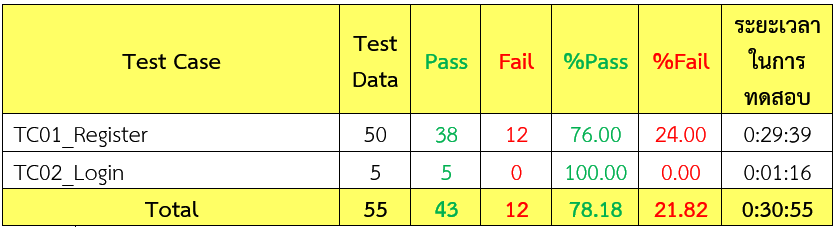 Test Case Test Data Pass Fail %Pass %Fail ระยะเวลาในการทดสอบ
TC01_Register 50 38 12 76.00 24.00 0:29:39
TC02_Login 5 5 0 100.00 0.00 0:01:16
Total 55 43 12 78.18 21.82 0:30:55